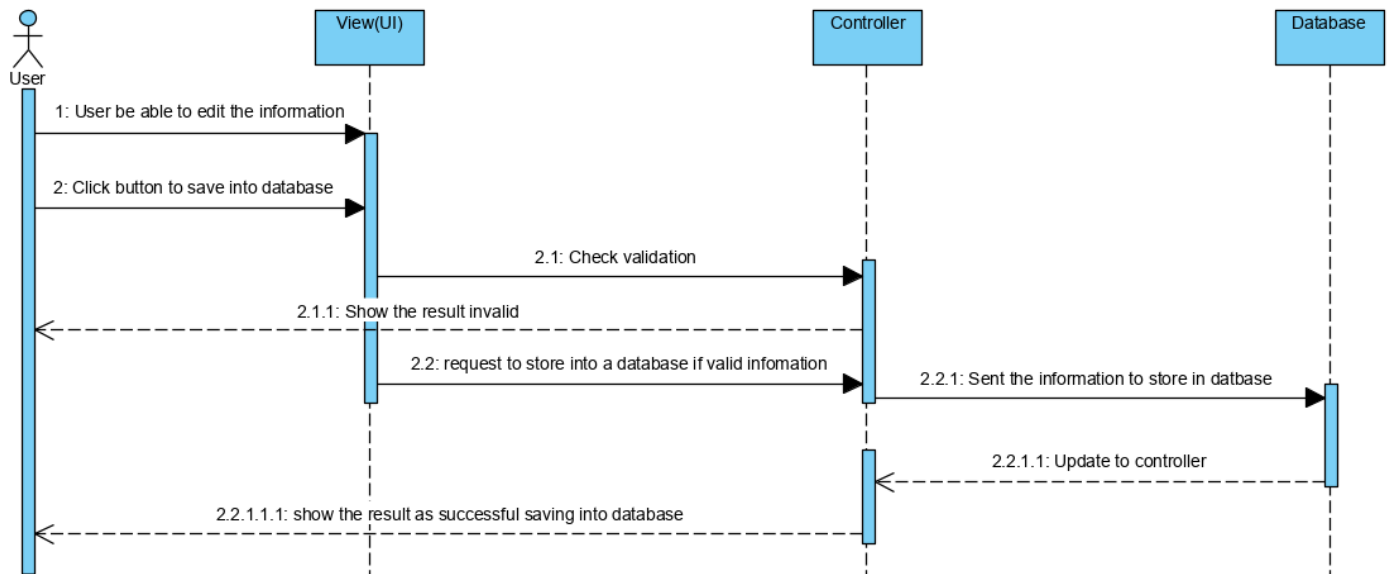 View(UI)
Controller
Database
User
1: User be able to edit the information
2: Click button to save into database
2.1: Check validation
2.1.1: Show the result invalid
2.2: request to store into a database if valid infomation
2.2.1: Sent the information to store in datbase
2.2.1.1: Update to controller
2.2.1.1.1: show the result as successful saving into database